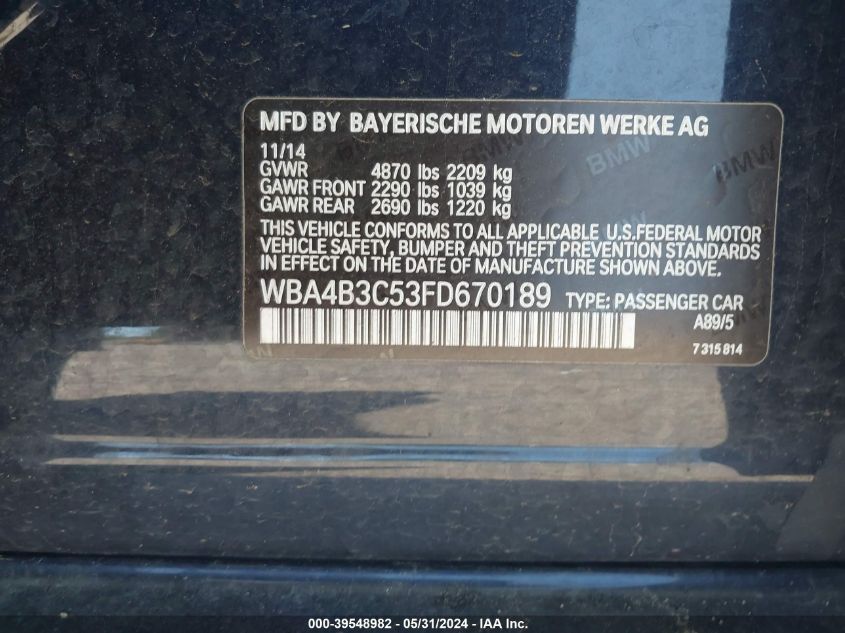 MFD BY BAYERISCHE MOTOREN WERKE AG
11/14
GVWR 4870 lbs 2209 kg
GAWR FRONT 2290 lbs 1039 kg
GAWR REAR 2690 lbs 1220 kg
THIS VEHICLE CONFORMS TO ALL APPLICABLE U.S.FEDERAL MOTOR
VEHICLE SAFETY, BUMPER AND THEFT PREVENTION STANDARDS
IN EFFECT ON THE DATE OF MANUFACTURE SHOWN ABOVE.
WBA4B3C53FD670189 TYPE: PASSENGER CAR
A89/5
7 315 814
BMW
BMW
BMW
000-39548982 - 05/31/2024 - IAA Inc.